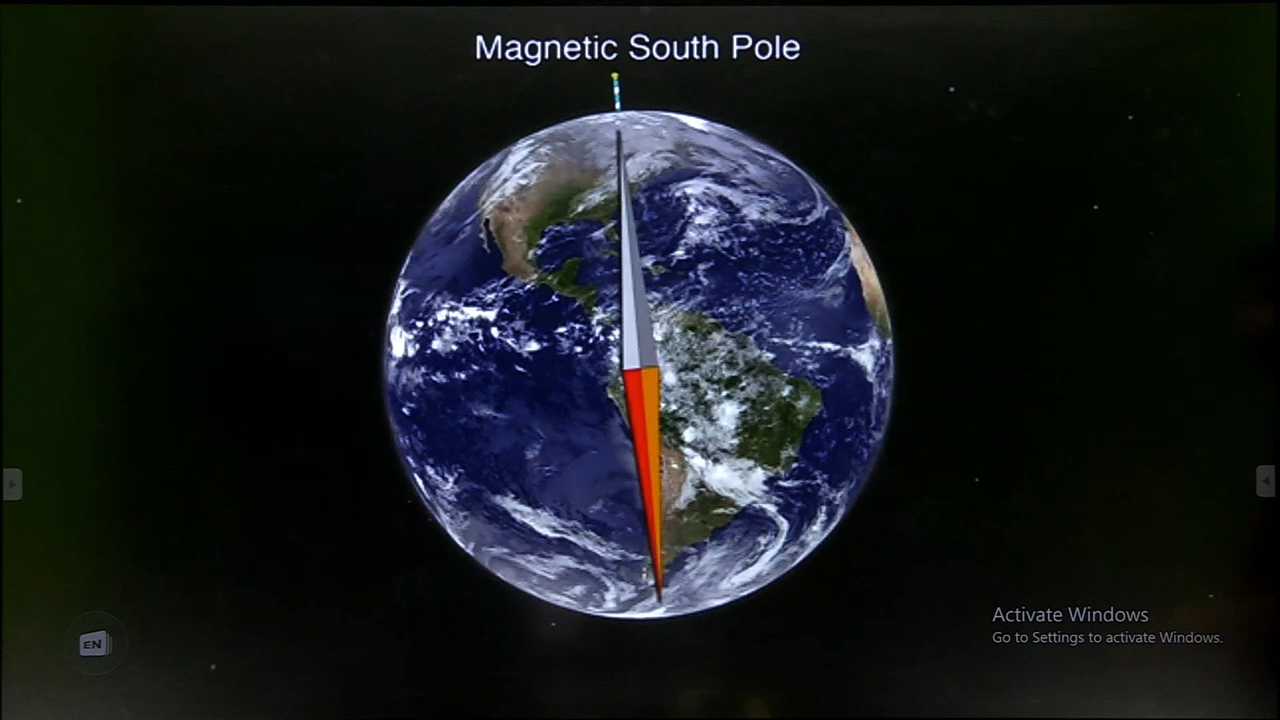 Magnetic South Pole
Activate Windows
Go to Settings to activate Windows.
EN